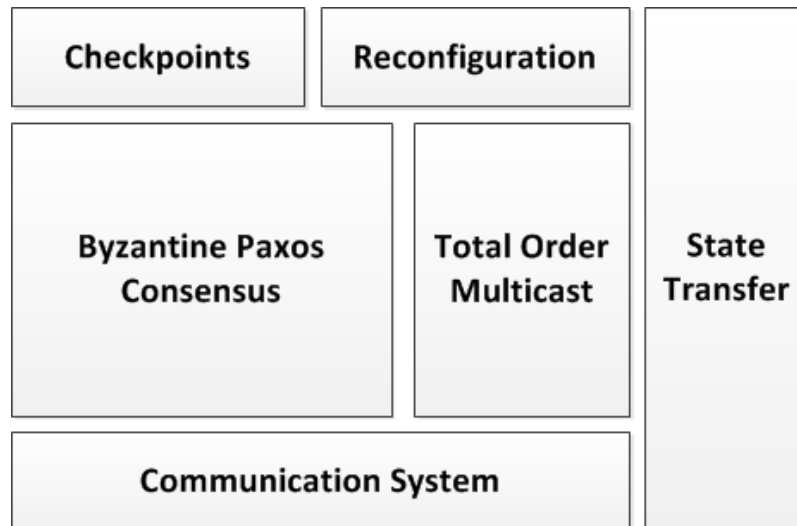 Checkpoints
Reconfiguration
Byzantine Paxos
Consensus
Total Order
Multicast
State
Transfer
Communication System